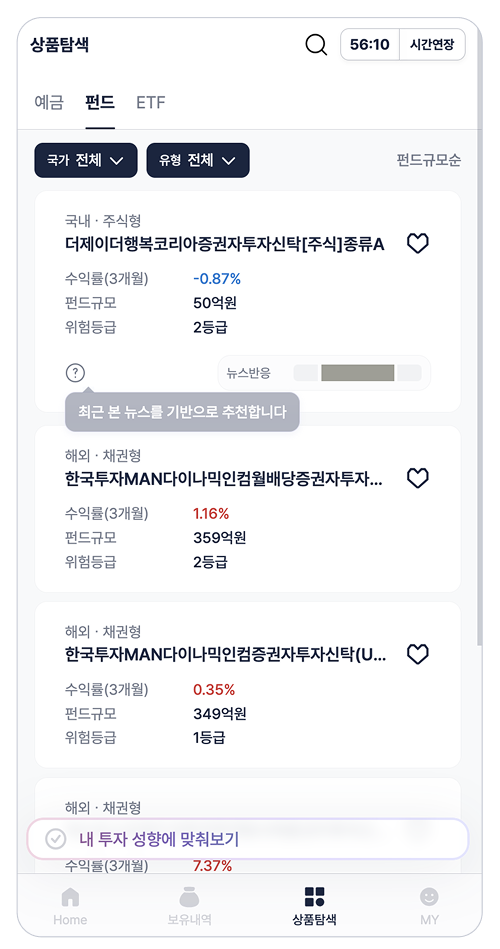 상품탐색
56:10 시간연장
예금 펀드 ETF
국가 전체 유형 전체 펀드규모순
국내 · 주식형
더제이더행복코리아증권자투자신탁[주식]종류A
수익률(3개월) -0.87%
펀드규모 50억원
위험등급 2등급
? 뉴스반응
최근 본 뉴스를 기반으로 추천합니다
해외 · 채권형
한국투자MAN다이나믹인컴월배당증권자투자...
수익률(3개월) 1.16%
펀드규모 359억원
위험등급 2등급
해외 · 채권형
한국투자MAN다이나믹인컴증권자투자신탁(U...
수익률(3개월) 0.35%
펀드규모 349억원
위험등급 1등급
해외 · 채권형
내 투자 성향에 맞춰보기
수익률(3개월) 7.37%
Home 보유내역 상품탐색 MY